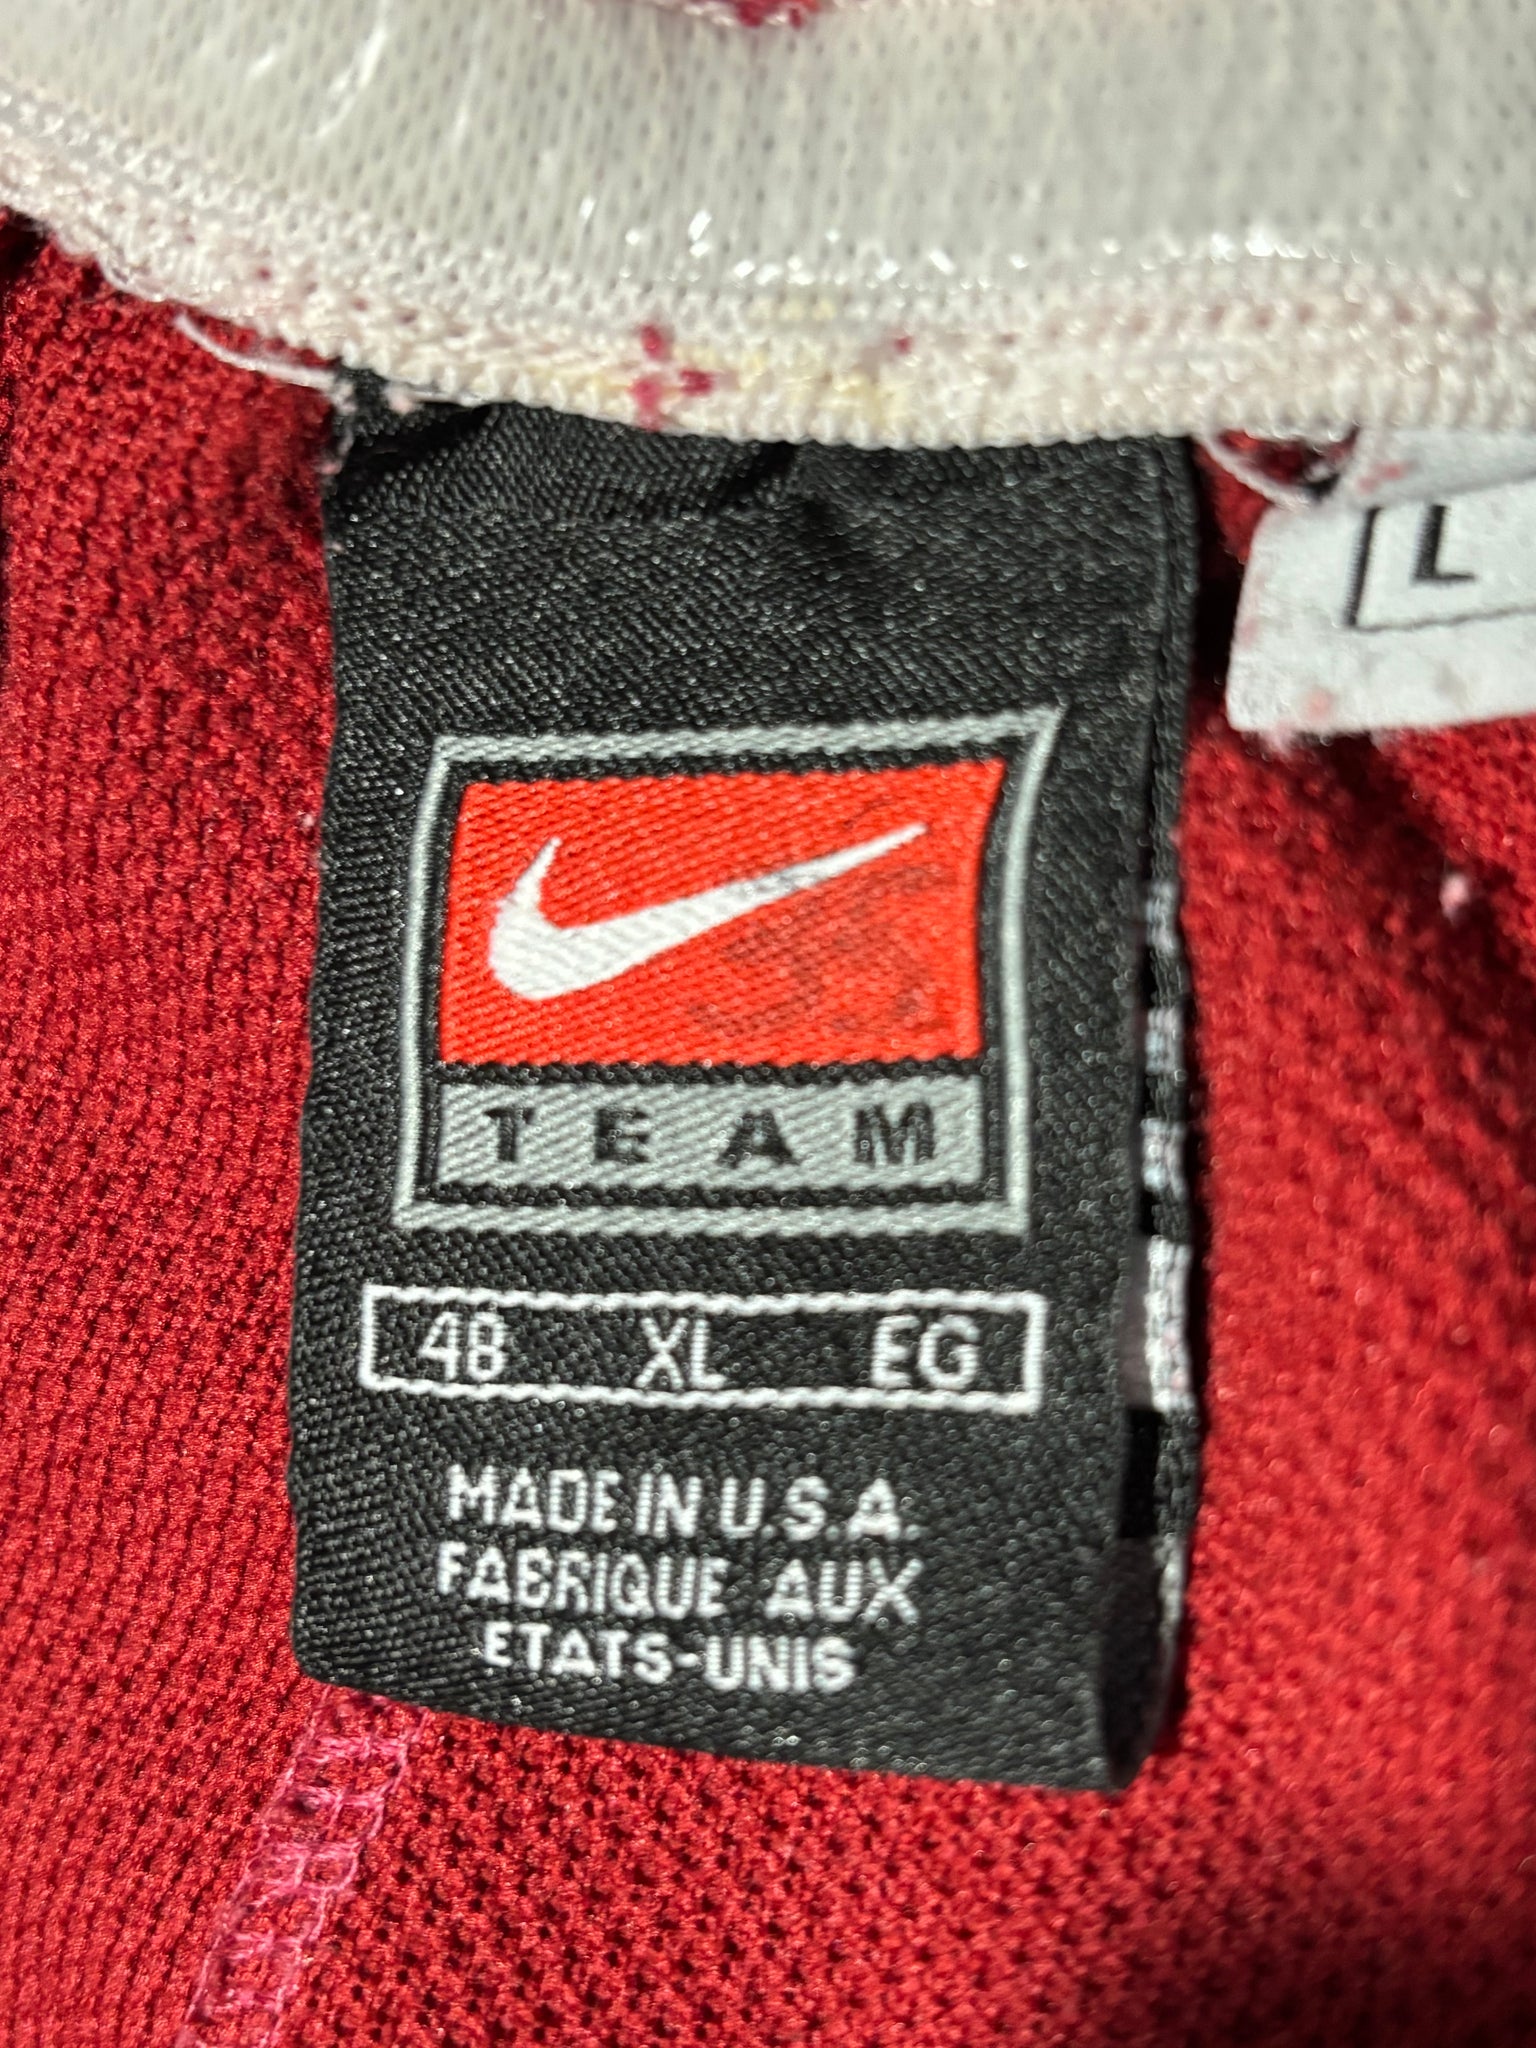 L
TEAM
48 XL EG
MADE IN U.S.A.
FABRIQUE AUX
ETATS-UNIS